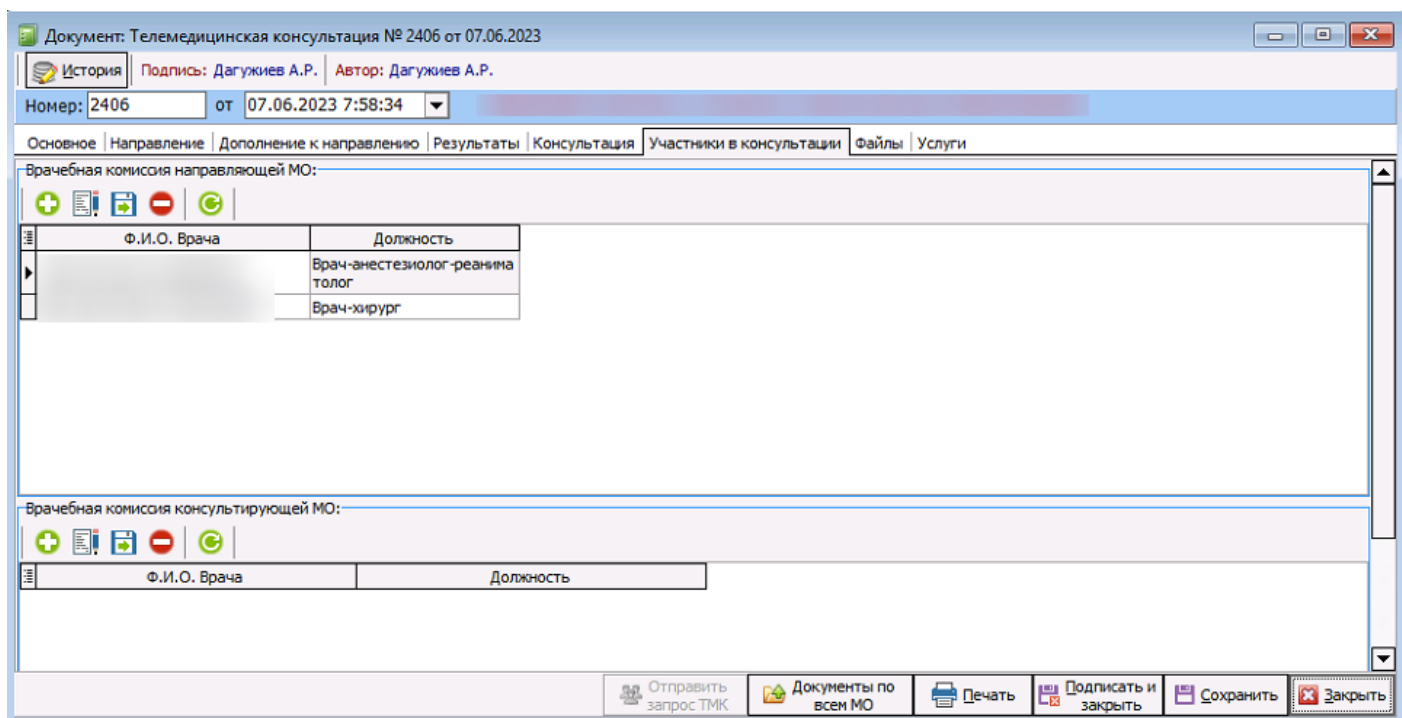 Документ: Телемедицинская консультация № 2406 от 07.06.2023
История Подпись: Дагужиев А.Р. Автор: Дагужиев А.Р.
Номер: 2406 от 07.06.2023 7:58:34
Основное Направление Дополнение к направлению Результаты Консультация Участники в консультации Файлы Услуги
Врачебная комиссия направляющей МО:
Ф.И.О. Врача Должность
Врач-анестезиолог-реанима
толог
Врач-хирург
Врачебная комиссия консультирующей МО:
Ф.И.О. Врача Должность
Отправить
запрос ТМК
Документы по
всем МО
Печать
Подписать и
закрыть
Сохранить
Закрыть